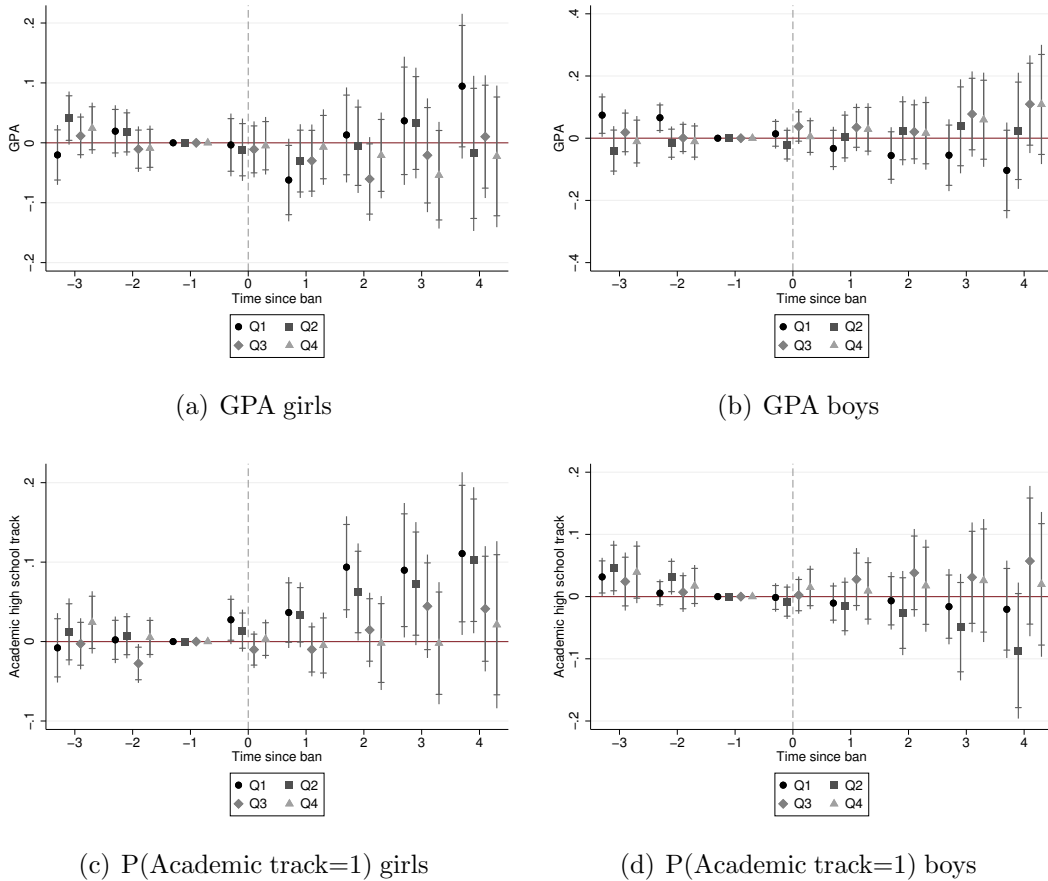 GPA
.2
.1
0
-.1
-.2
-3 -2 -1 0 1 2 3 4
Time since ban
Q1 Q2
Q3 Q4
(a) GPA girls
GPA
.4
.2
0
-.2
-.4
-3 -2 -1 0 1 2 3 4
Time since ban
Q1 Q2
Q3 Q4
(b) GPA boys
Academic high school track
.2
.1
0
-.1
-3 -2 -1 0 1 2 3 4
Time since ban
Q1 Q2
Q3 Q4
(c) P(Academic track=1) girls
Academic high school track
.2
.1
0
-.1
-.2
-3 -2 -1 0 1 2 3 4
Time since ban
Q1 Q2
Q3 Q4
(d) P(Academic track=1) boys